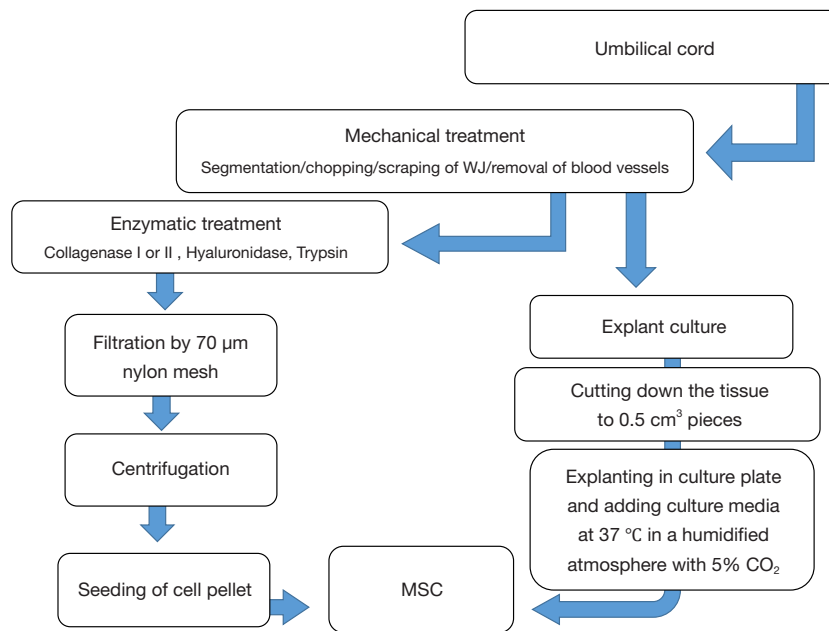 Umbilical cord
Mechanical treatment
Segmentation/chopping/scraping of WJ/removal of blood vessels
Enzymatic treatment
Collagenase I or II , Hyaluronidase, Trypsin
Filtration by 70 µm
nylon mesh
Centrifugation
Seeding of cell pellet
Explant culture
Cutting down the tissue
to 0.5 cm³ pieces
Explanting in culture plate
and adding culture media
at 37 ℃ in a humidified
atmosphere with 5% CO₂
MSC